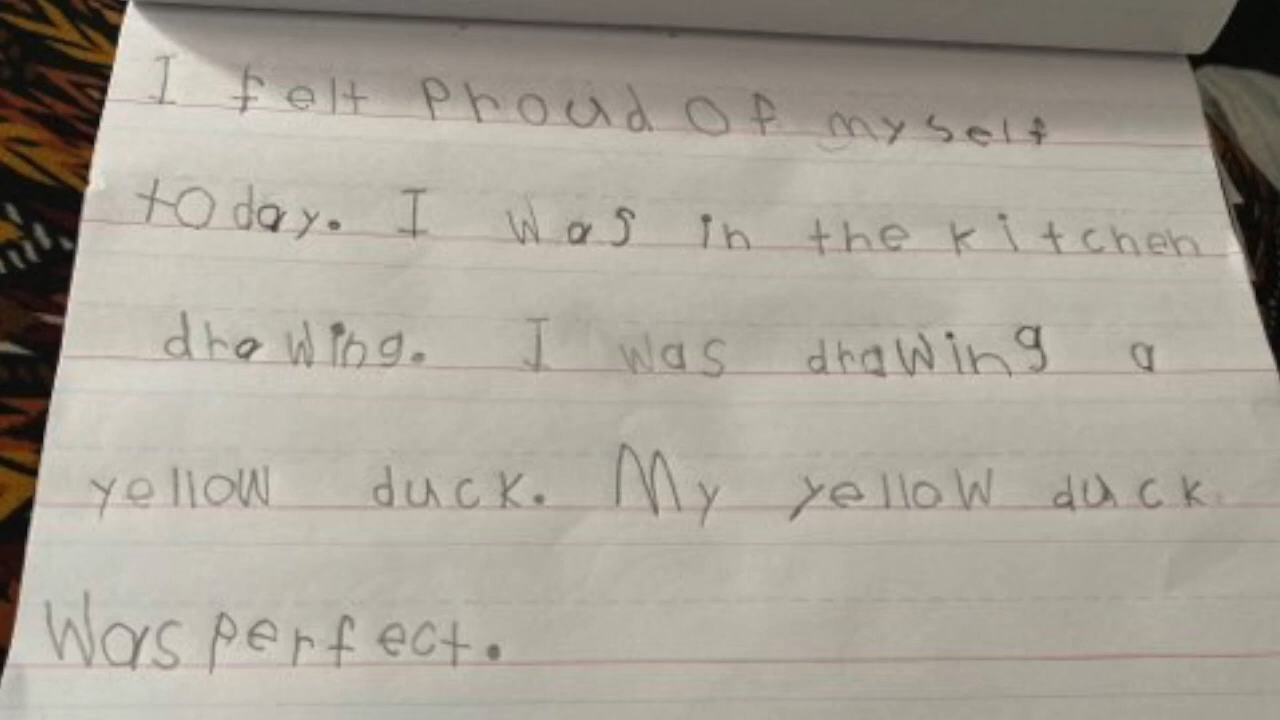 I felt proud of myself
today. I was in the kitchen
drawing. I was drawing a
yellow duck. My yellow duck
Was perfect.